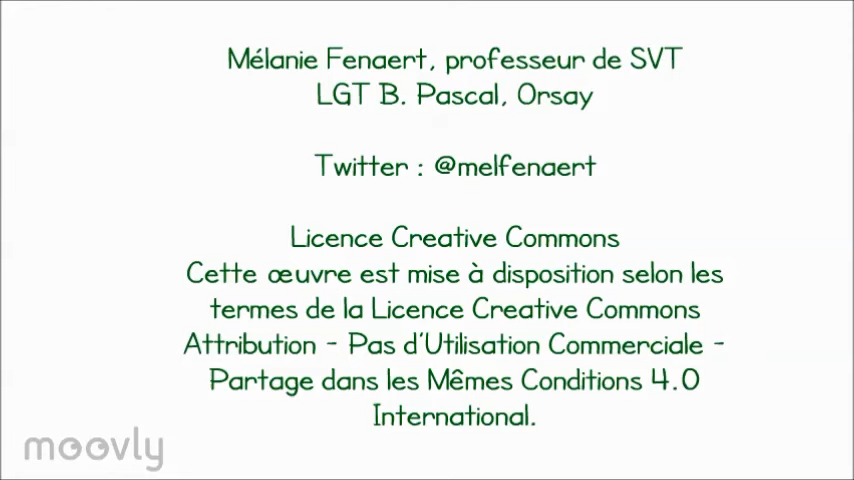 Mélanie Fenaert, professeur de SVT
LGT B. Pascal, Orsay
Twitter : @melfenaert
Licence Creative Commons
Cette œuvre est mise à disposition selon les
termes de la Licence Creative Commons
Attribution - Pas d'Utilisation Commerciale -
Partage dans les Mêmes Conditions 4.0
International.
moovly